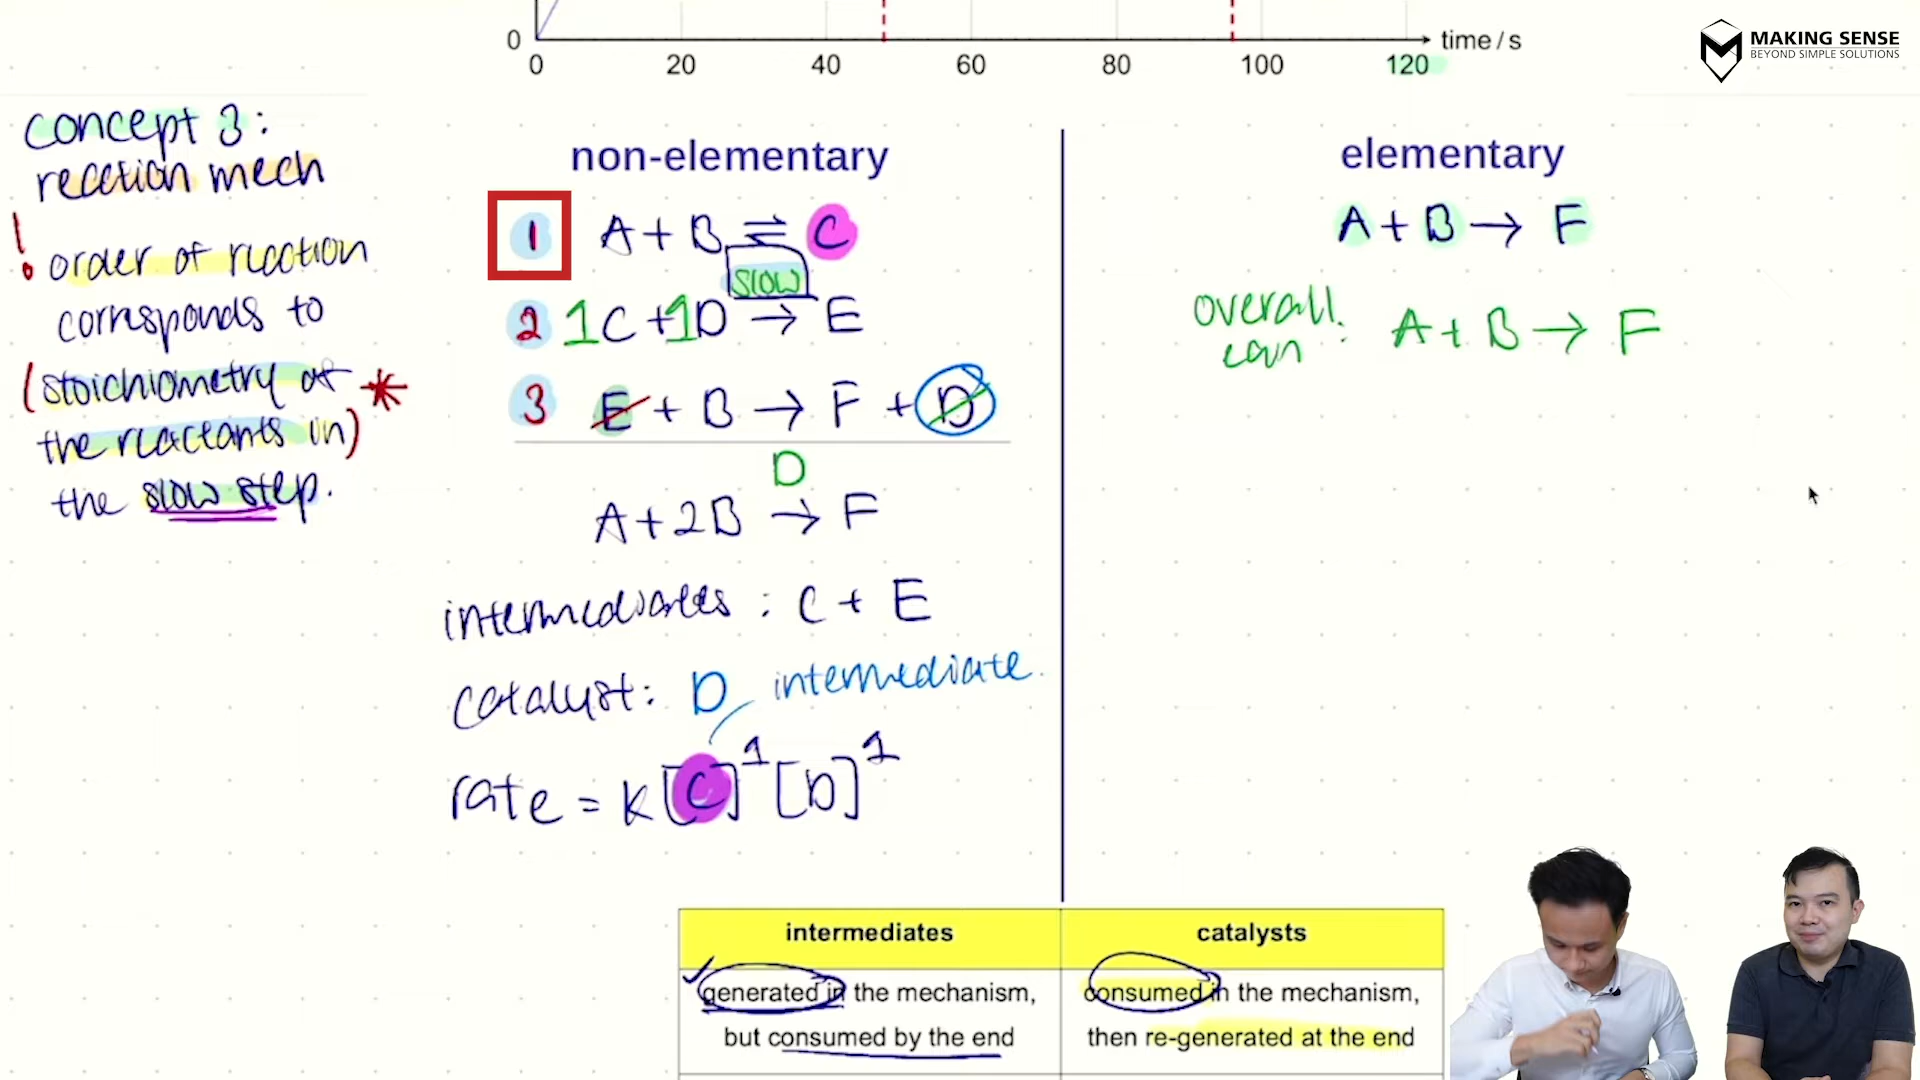 0
0 20 40 60 80 100 120
time / s
MAKING SENSE
BEYOND SIMPLE SOLUTIONS
concept 3:
reaction mech
! order of reaction
corresponds to
(stoichiometry of *
the reactants in)
the slow step.
non-elementary
1 A + B ⇌ C
slow
2 1C + 1D → E
3 E + B → F + D
D
A + 2B → F
intermediates : C + E
catalyst: D intermediate.
rate = k[C]¹[D]¹
elementary
A + B → F
overall: A + B → F
eqn
intermediates catalysts
generated in the mechanism,
but consumed by the end
consumed in the mechanism,
then re-generated at the end